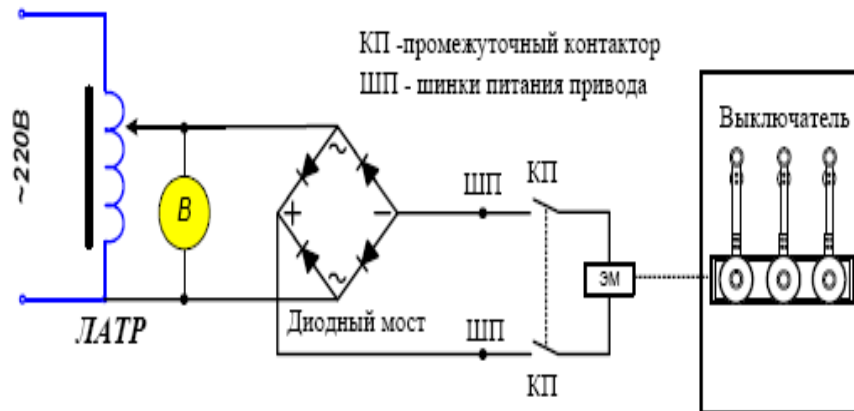 КП -промежуточный контактор
ШП - шинки питания привода
Выключатель
~220В
В
~
+
−
~
ШП
КП
ЭМ
ЛАТР
Диодный мост
ШП
КП